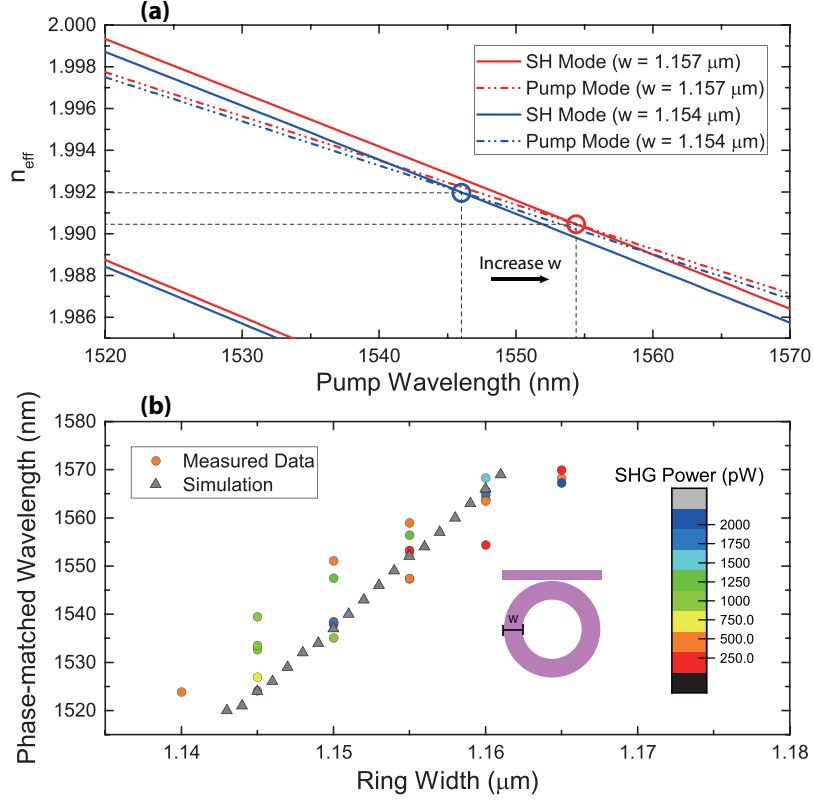 (a)
2.000
1.998
1.996
1.994
1.992
1.990
1.988
1.986
n_eff
SH Mode (w = 1.157 μm)
Pump Mode (w = 1.157 μm)
SH Mode (w = 1.154 μm)
Pump Mode (w = 1.154 μm)
Increase w
1520 1530 1540 1550 1560 1570
Pump Wavelength (nm)
(b)
1580
1570
1560
1550
1540
1530
1520
Phase-matched Wavelength (nm)
Measured Data
Simulation
SHG Power (pW)
2000
1750
1500
1250
1000
750.0
500.0
250.0
w
1.14 1.15 1.16 1.17 1.18
Ring Width (μm)